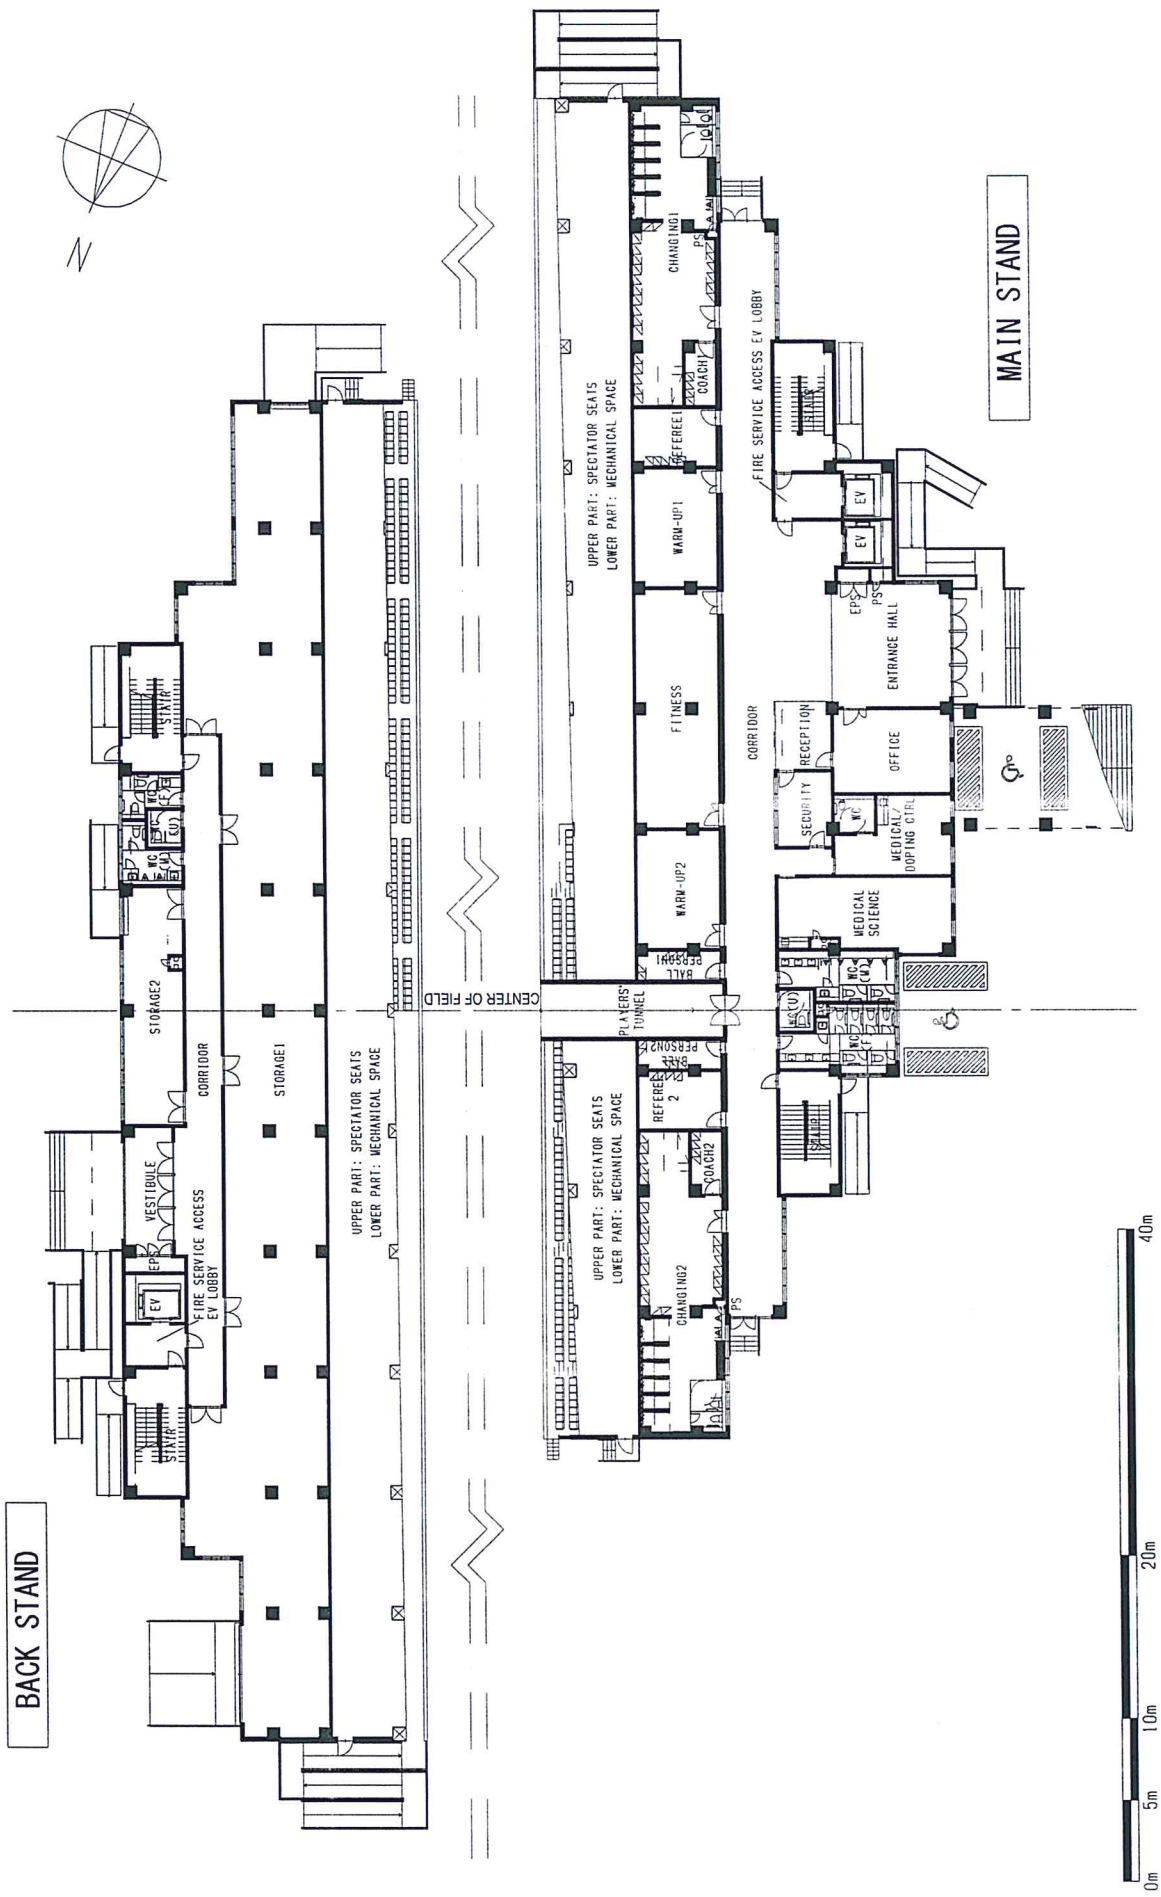 BACK STAND
STAIR
WC
(F)
WC
(U)
WC
(M)
STORAGE2
CORRIDOR
STORAGE1
VESTIBULE
EPS
EV
FIRE SERVICE ACCESS
EV LOBBY
STAIR
UPPER PART: SPECTATOR SEATS
LOWER PART: MECHANICAL SPACE
N
CENTER OF FIELD
MAIN STAND
UPPER PART: SPECTATOR SEATS
LOWER PART: MECHANICAL SPACE
CHANGING1
PS
COACH1
REFEREE1
WARM-UP1
FITNESS
WARM-UP2
BALL
PERSON1
PLAYERS'
TUNNEL
BALL
PERSON2
REFEREE
2
COACH2
CHANGING2
PS
UPPER PART: SPECTATOR SEATS
LOWER PART: MECHANICAL SPACE
FIRE SERVICE ACCESS EV LOBBY
STAIR
EV
EV
EPS
PS
ENTRANCE HALL
CORRIDOR
RECEPTION
OFFICE
SECURITY
WC
MEDICAL/
DOPING CTRL
MEDICAL
SCIENCE
WC
(M)
WC(U)
WC
(F)
STAIR
0m
5m
10m
20m
40m